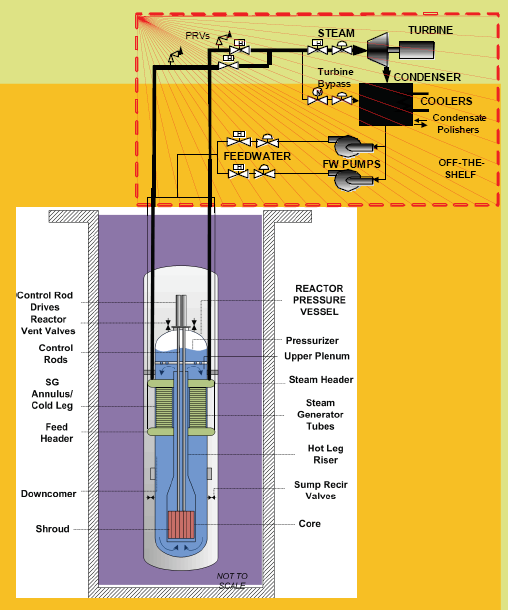 PRVs
STEAM
TURBINE
Turbine
Bypass
CONDENSER
COOLERS
Condensate
Polishers
FEEDWATER
FW PUMPS
OFF-THE-
SHELF
Control Rod
Drives
Reactor
Vent Valves
Control
Rods
SG
Annulus/
Cold Leg
Feed
Header
Downcomer
Shroud
REACTOR
PRESSURE
VESSEL
Pressurizer
Upper Plenum
Steam Header
Steam
Generator
Tubes
Hot Leg
Riser
Sump Recir
Valves
Core
NOT TO
SCALE